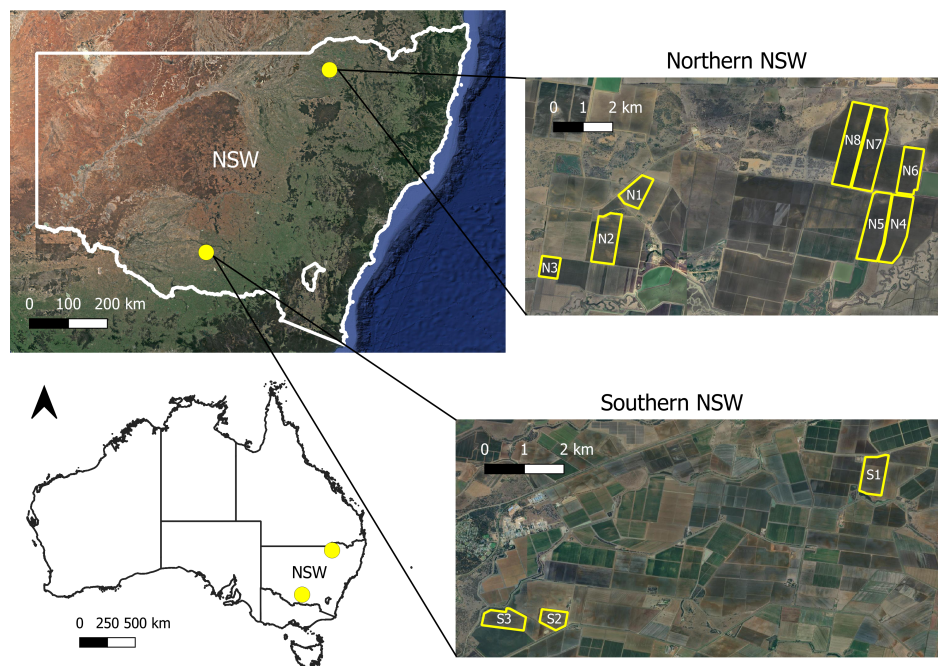 NSW
0 100 200 km
Northern NSW
0 1 2 km
N8
N7
N6
N1
N5
N4
N2
N3
Southern NSW
0 1 2 km
S1
S3
S2
NSW
0 250 500 km